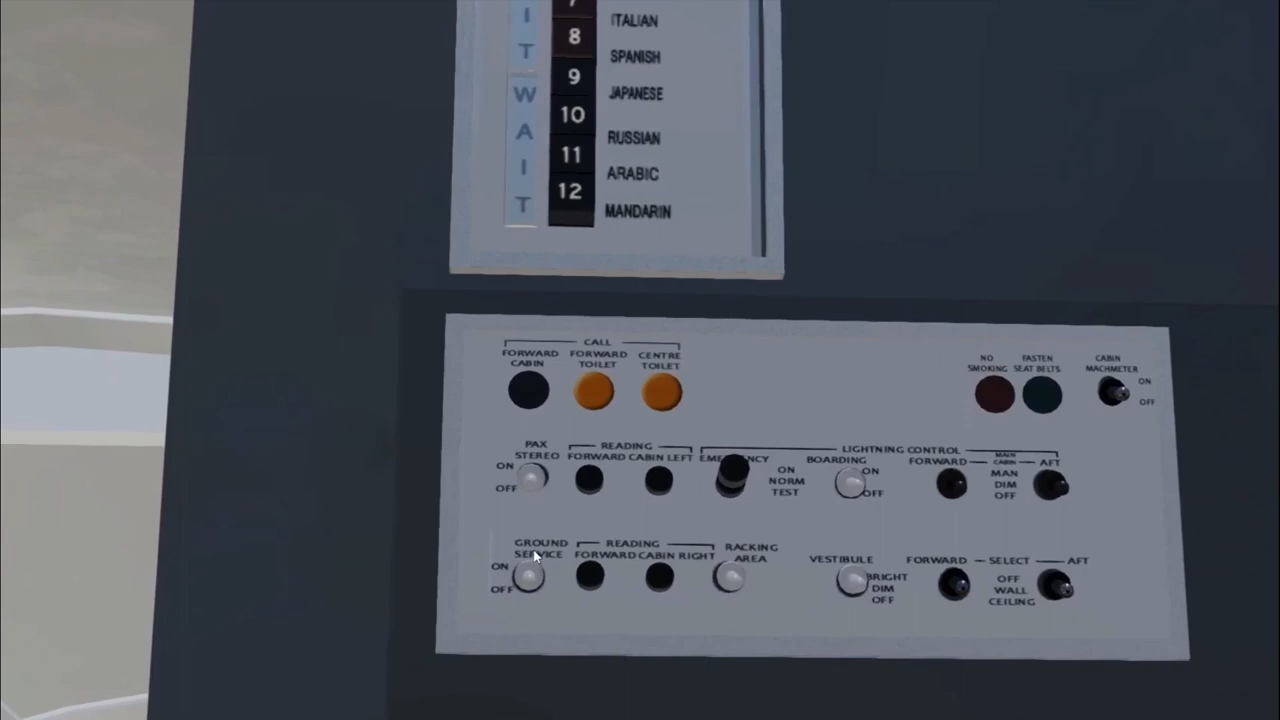 I
T
W
A
I
T
7 ITALIAN
8 SPANISH
9 JAPANESE
10 RUSSIAN
11 ARABIC
12 MANDARIN
CALL
FORWARD CABIN
FORWARD TOILET
CENTRE TOILET
NO SMOKING
FASTEN SEAT BELTS
CABIN MACHMETER
ON
OFF
PAX STEREO
ON
OFF
READING
FORWARD CABIN LEFT
LIGHTNING CONTROL
ON
NORM
TEST
BOARDING
ON
OFF
FORWARD
MAIN CABIN
AFT
MAN
DIM
OFF
GROUND SERVICE
ON
OFF
READING
FORWARD CABIN RIGHT
RACKING AREA
VESTIBULE
BRIGHT
DIM
OFF
FORWARD
SELECT
AFT
OFF
WALL
CEILING